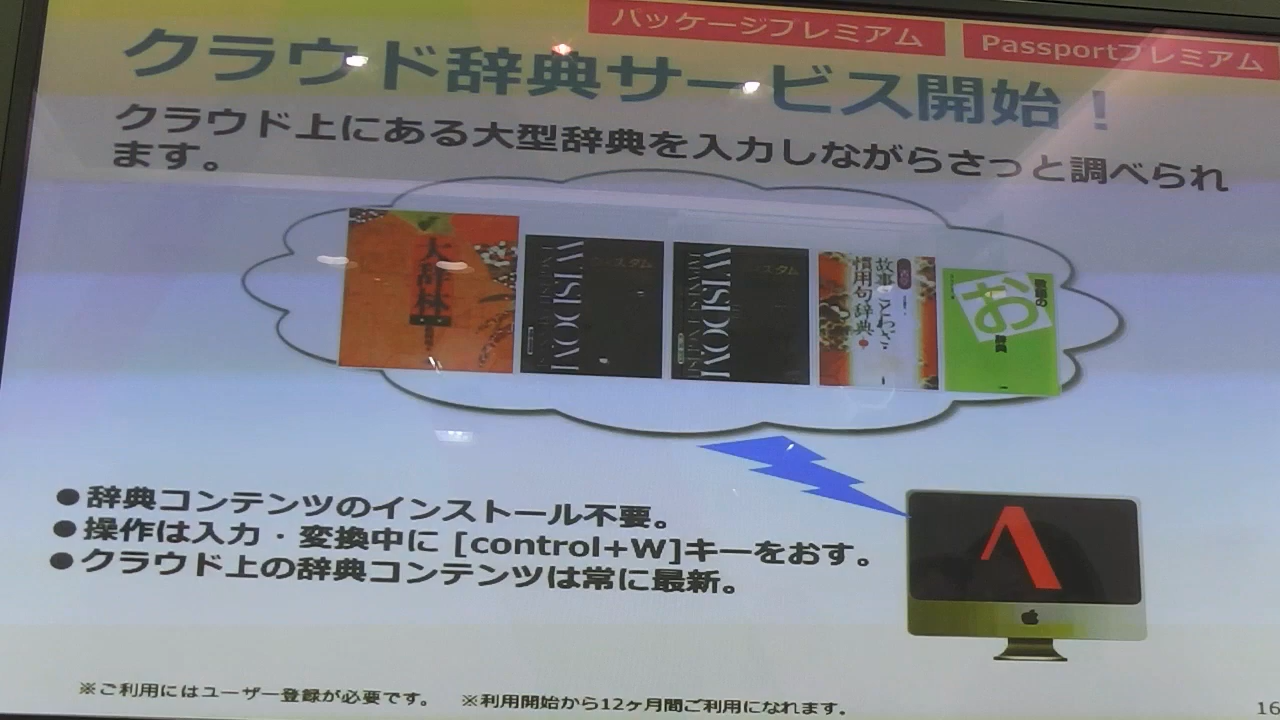 パッケージプレミアム
Passportプレミアム
クラウド辞典サービス開始！
クラウド上にある大型辞典を入力しながらさっと調べられ
ます。
大辞林
WISDOM
ウィズダム
WISDOM
JAPANESE-ENGLISH
故事ことわざ
慣用句辞典
お
辞典
●辞典コンテンツのインストール不要。
●操作は入力・変換中に [control+W]キーをおす。
●クラウド上の辞典コンテンツは常に最新。
※ご利用にはユーザー登録が必要です。 ※利用開始から12ヶ月間ご利用になれます。
16